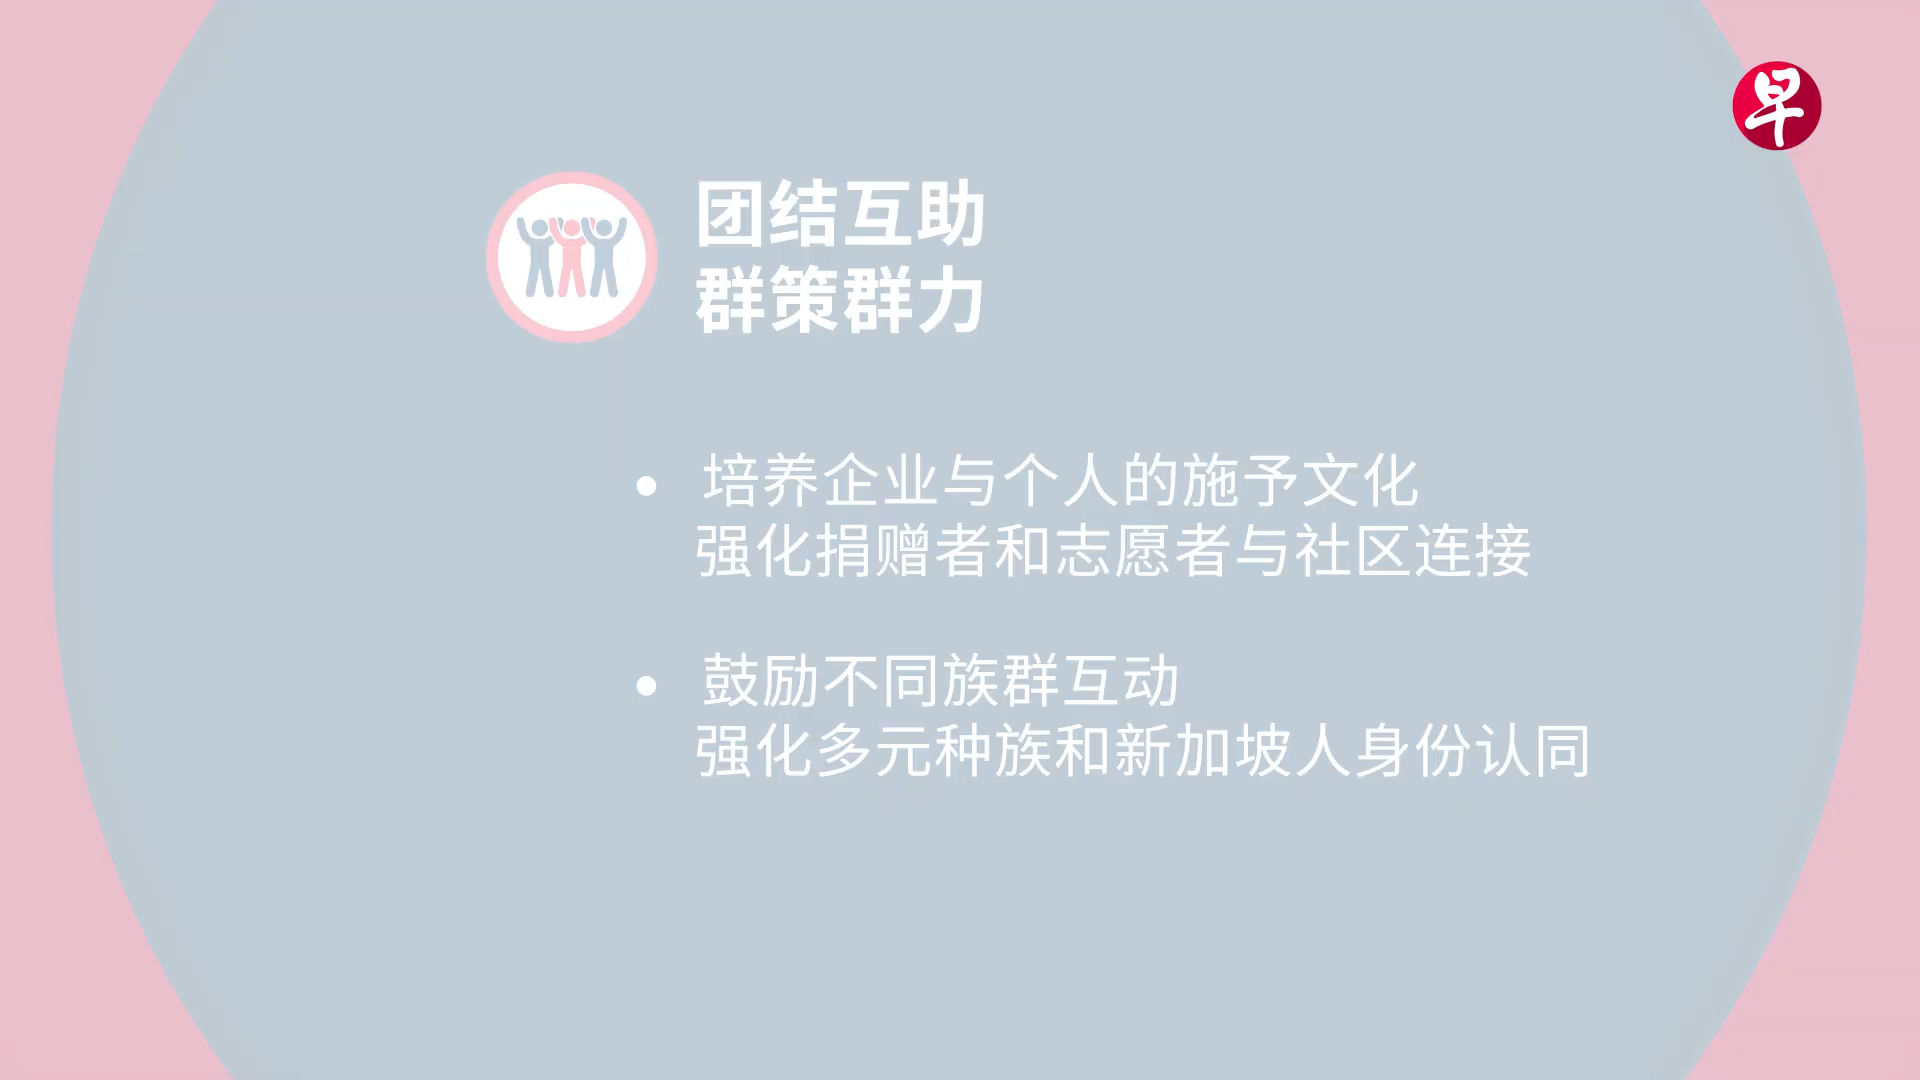 早
团结互助
群策群力
• 培养企业与个人的施予文化
强化捐赠者和志愿者与社区连接
• 鼓励不同族群互动
强化多元种族和新加坡人身份认同